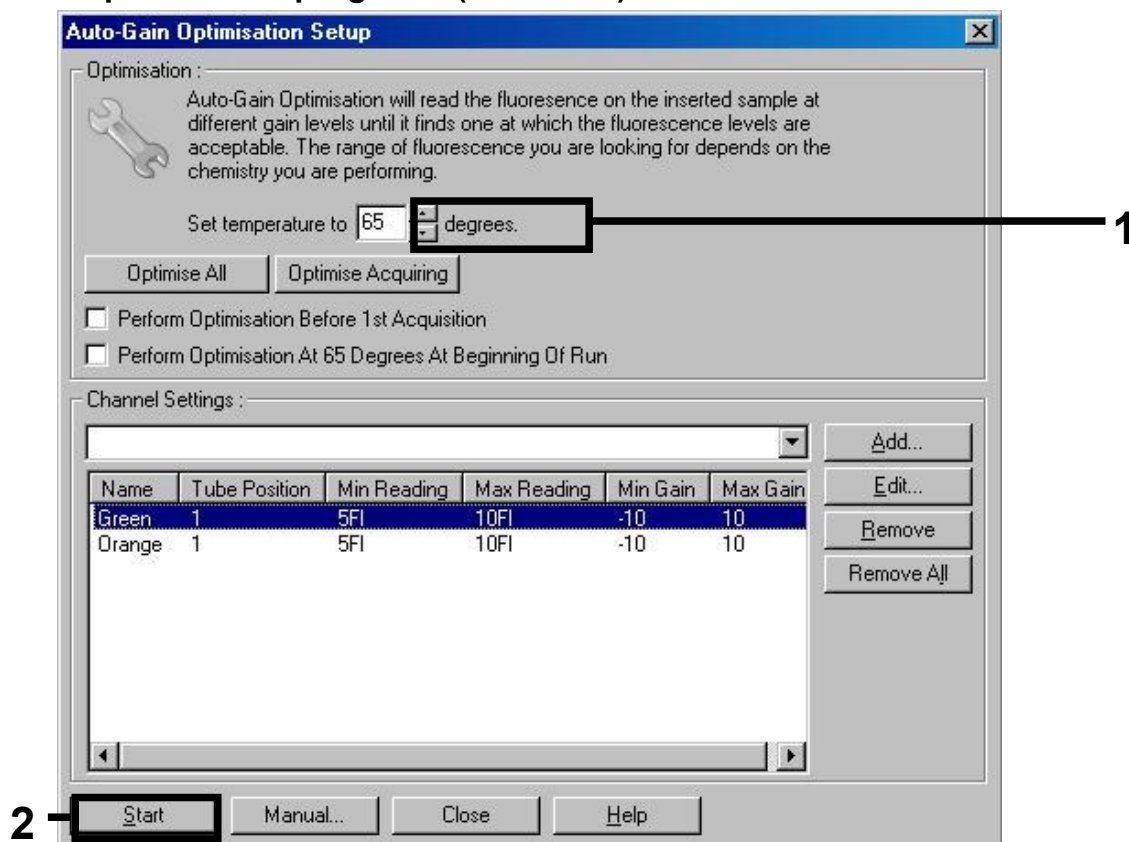 Auto-Gain Optimisation Setup
Optimisation :
Auto-Gain Optimisation will read the fluoresence on the inserted sample at
different gain levels until it finds one at which the fluorescence levels are
acceptable. The range of fluorescence you are looking for depends on the
chemistry you are performing.
Set temperature to 65 degrees.
1
Optimise All Optimise Acquiring
Perform Optimisation Before 1st Acquisition
Perform Optimisation At 65 Degrees At Beginning Of Run
Channel Settings :
Add...
Name Tube Position Min Reading Max Reading Min Gain Max Gain
Edit...
Green 1 5Fl 10Fl -10 10
Remove
Orange 1 5Fl 10Fl -10 10
Remove All
2
Start Manual... Close Help